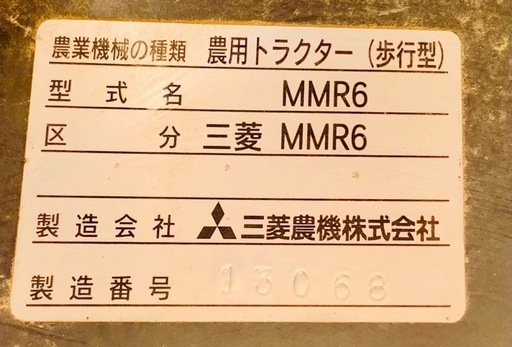 農業機械の種類 農用トラクター (歩行型)
型式名 MMR6
区分 三菱 MMR6
製造会社 三菱農機株式会社
製造番号 13068